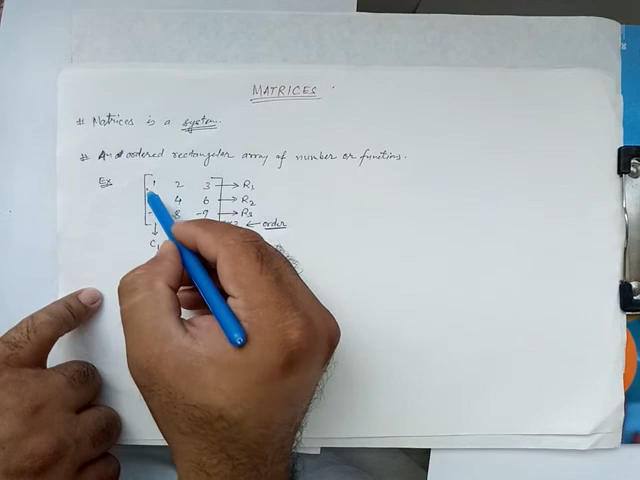 MATRICES
# Matrices is a system.
# An ordered rectangular array of number or functions.
Ex 1 2 3 → R1
4 6 → R2
8 -9 → R3
← order
C1